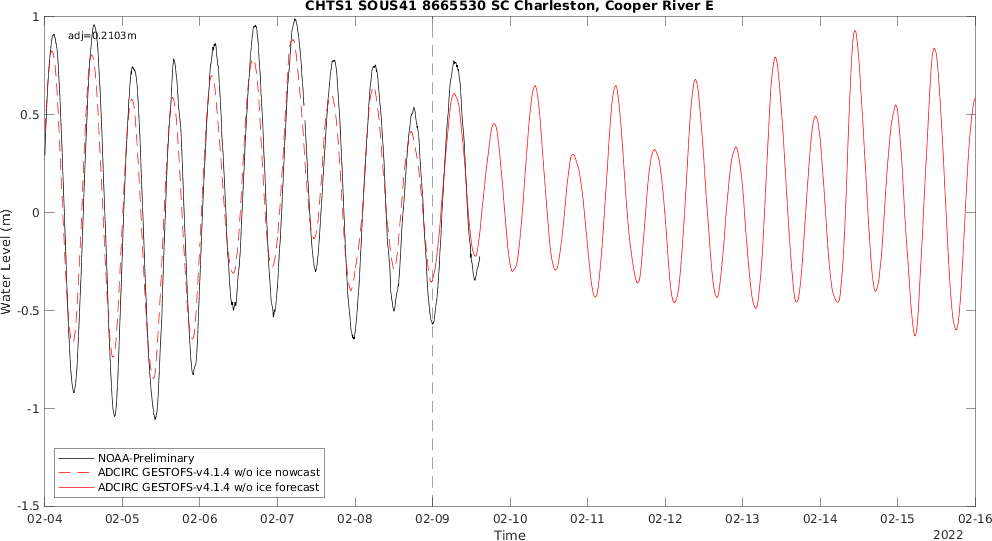 CHTS1 SOUS41 8665530 SC Charleston, Cooper River E
adj=0.2103m
1
0.5
0
-0.5
-1
-1.5
Water Level (m)
NOAA-Preliminary
ADCIRC GESTOFS-v4.1.4 w/o ice nowcast
ADCIRC GESTOFS-v4.1.4 w/o ice forecast
02-04 02-05 02-06 02-07 02-08 02-09 02-10 02-11 02-12 02-13 02-14 02-15 02-16
Time
2022